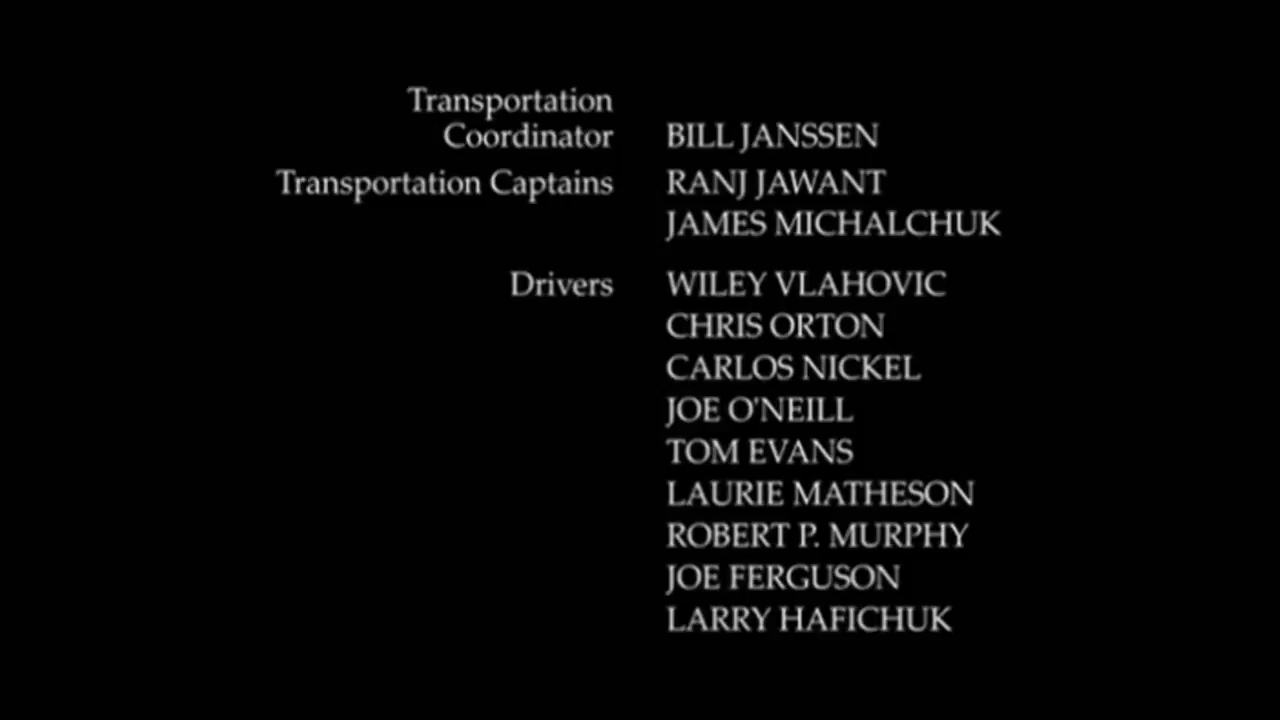 Transportation
Coordinator BILL JANSSEN
Transportation Captains RANJ JAWANT
JAMES MICHALCHUK
Drivers WILEY VLAHOVIC
CHRIS ORTON
CARLOS NICKEL
JOE O'NEILL
TOM EVANS
LAURIE MATHESON
ROBERT P. MURPHY
JOE FERGUSON
LARRY HAFICHUK